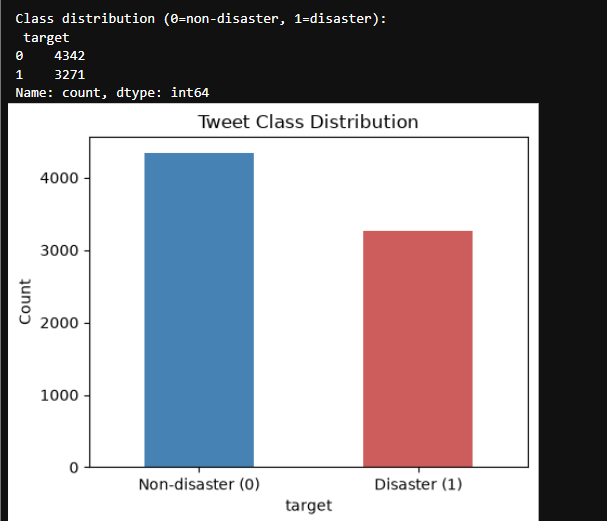 Class distribution (0=non-disaster, 1=disaster):
target
0    4342
1    3271
Name: count, dtype: int64
Tweet Class Distribution
4000
3000
2000
1000
0
Count
Non-disaster (0)    Disaster (1)
target